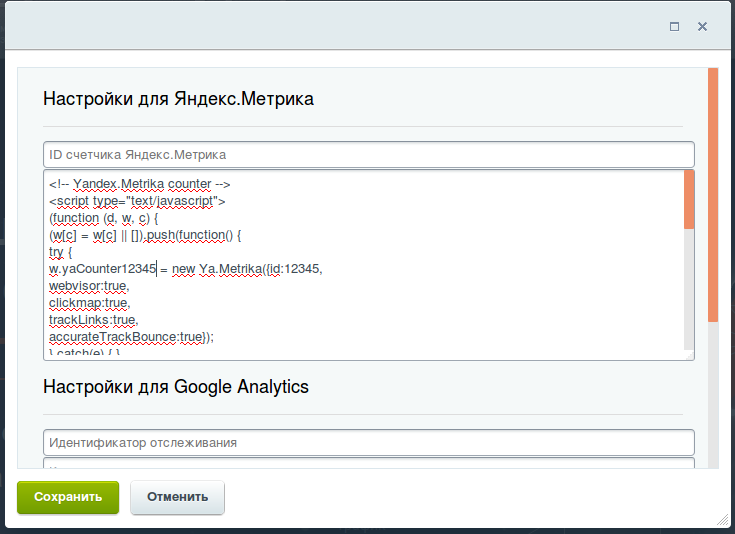 Настройки для Яндекс.Метрика
ID счетчика Яндекс.Метрика
<!-- Yandex.Metrika counter -->
<script type="text/javascript">
(function (d, w, c) {
(w[c] = w[c] || []).push(function() {
try {
w.yaCounter12345 = new Ya.Metrika({id:12345,
webvisor:true,
clickmap:true,
trackLinks:true,
accurateTrackBounce:true});
} catch(e) { }
Настройки для Google Analytics
Идентификатор отслеживания
Сохранить
Отменить